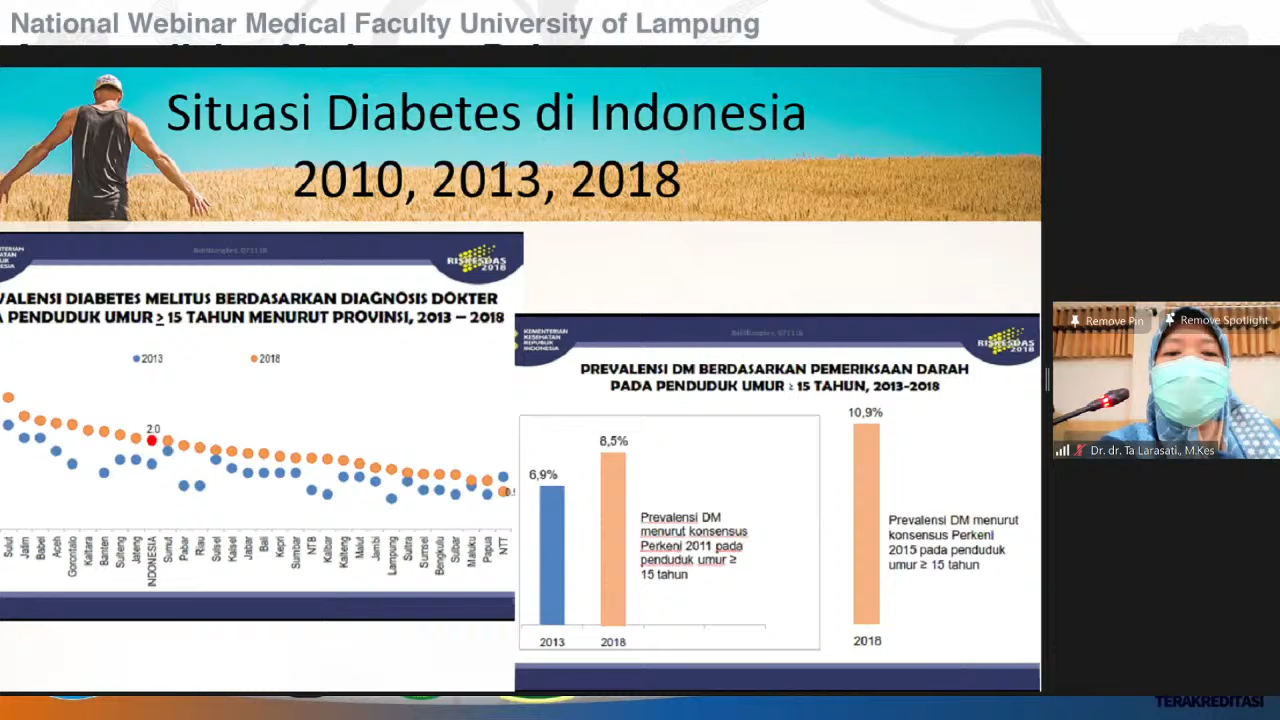 National Webinar Medical Faculty University of Lampung
Situasi Diabetes di Indonesia
2010, 2013, 2018
RISKESDAS
2018
VALENSI DIABETES MELITUS BERDASARKAN DIAGNOSIS DOKTER
A PENDUDUK UMUR ≥ 15 TAHUN MENURUT PROVINSI, 2013 – 2018
2013
2018
2.0
Sulut
Jatim
Babel
Aceh
Gorontalo
Kaltara
Banten
Sulteng
Jateng
INDONESIA
Sumut
Pabar
Riau
Sulsel
Kalsel
Jabar
Bali
Kepri
Sumbar
NTB
Kalbar
Kalteng
Malut
Jambi
Lampung
Sultra
Sumsel
Bengkulu
Sulbar
Maluku
Papua
NTT
KEMENTERIAN
KESEHATAN
REPUBLIK
INDONESIA
RISKESDAS
2018
PREVALENSI DM BERDASARKAN PEMERIKSAAN DARAH
PADA PENDUDUK UMUR ≥ 15 TAHUN, 2013-2018
6,9%
8,5%
10,9%
Prevalensi DM
menurut konsensus
Perkeni 2011 pada
penduduk umur ≥
15 tahun
Prevalensi DM menurut
konsensus Perkeni
2015 pada penduduk
umur ≥ 15 tahun
2013
2018
2018
Remove Pin
Remove Spotlight
Dr. dr. Ta Larasati., M.Kes
TERAKREDITASI